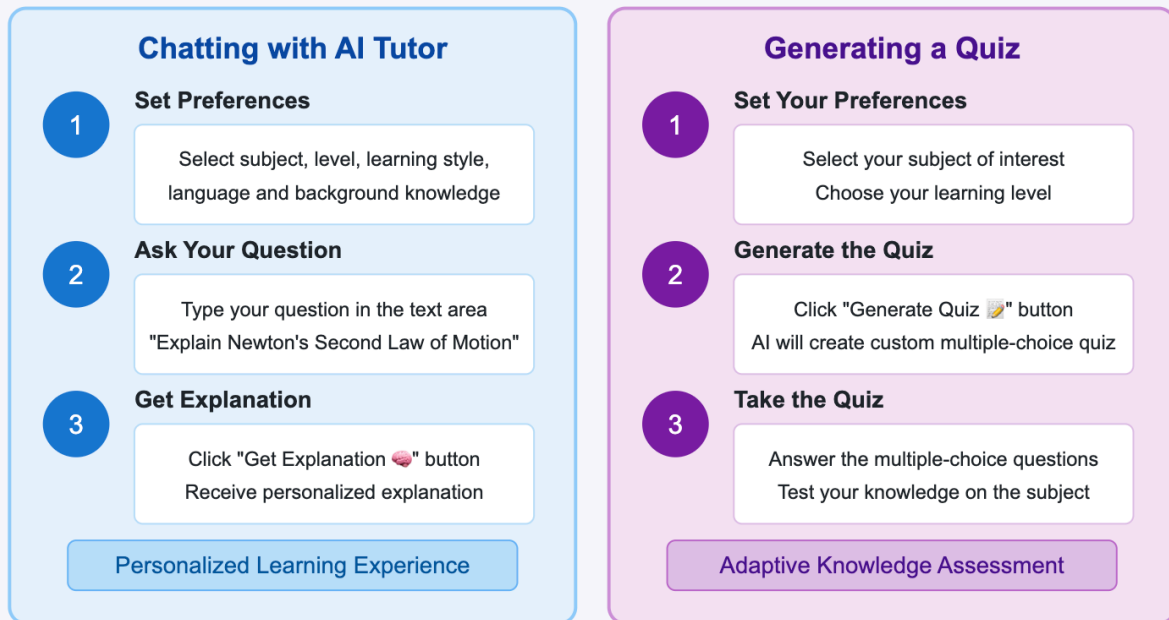 Chatting with AI Tutor
1
Set Preferences
Select subject, level, learning style,
language and background knowledge
2
Ask Your Question
Type your question in the text area
"Explain Newton's Second Law of Motion"
3
Get Explanation
Click "Get Explanation 🧠" button
Receive personalized explanation
Personalized Learning Experience
Generating a Quiz
1
Set Your Preferences
Select your subject of interest
Choose your learning level
2
Generate the Quiz
Click "Generate Quiz 📝" button
AI will create custom multiple-choice quiz
3
Take the Quiz
Answer the multiple-choice questions
Test your knowledge on the subject
Adaptive Knowledge Assessment